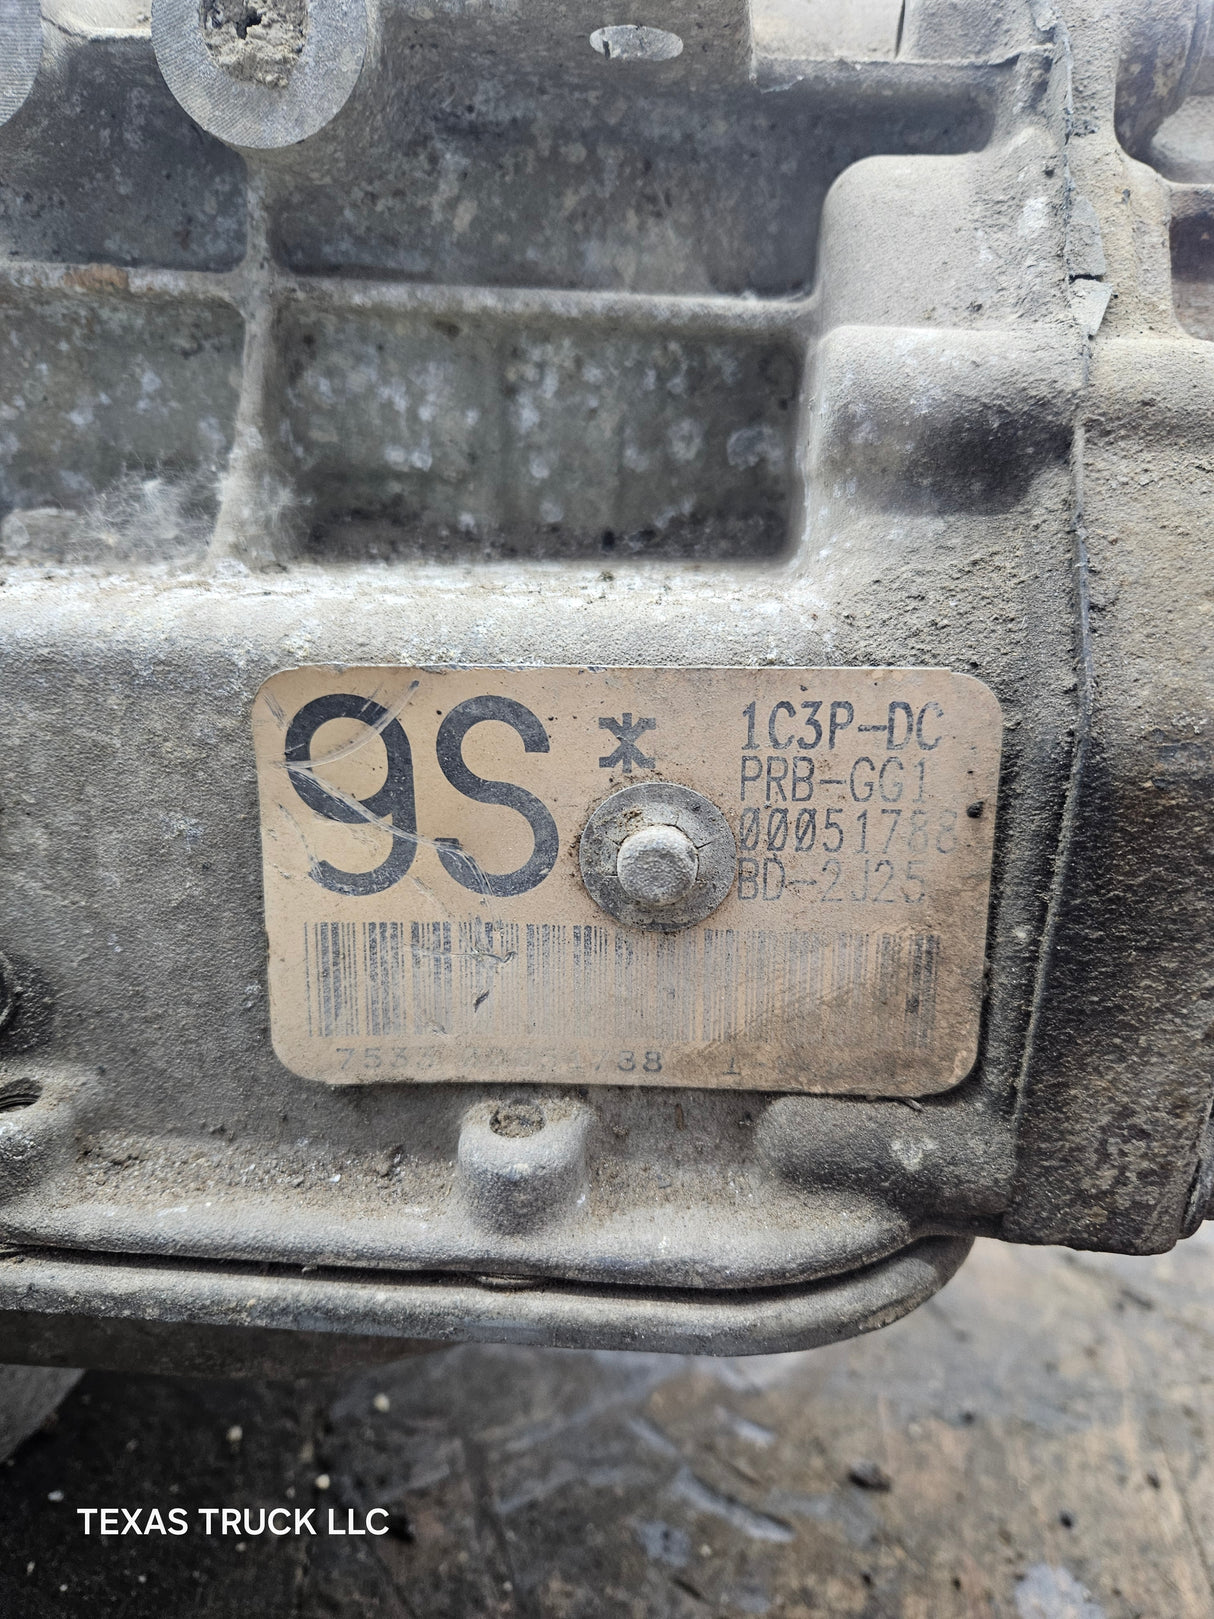 9S*
1C3P-DC
PRB-GG1
00051788
BD-2J25
TEXAS TRUCK LLC